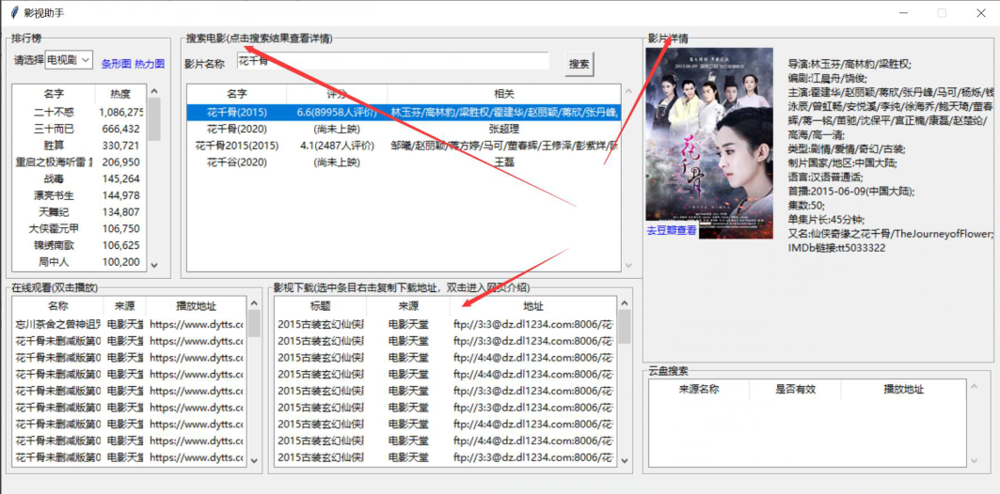 影视助手
排行榜
请选择 电视剧 条形图 热力图
名字 热度
二十不惑 1,086,275
三十而已 666,432
胜算 330,721
重启之极海听雷 206,950
战毒 145,264
漂亮书生 144,978
天舞纪 134,807
大侠霍元甲 106,750
锦绣南歌 106,625
局中人 100,200
搜索电影(点击搜索结果查看详情)
影片名称 花千骨 搜索
名字 评分 相关
花千骨(2015) 6.6(89958人评价) 林玉芬/高林豹/梁胜权/霍建华/赵丽颖/蒋欣/张丹峰,
花千骨(2020) (尚未上映) 张超理
花千骨2015(2015) 4.1(2487人评价) 邹曦/赵丽颖/蒋方婷/马可/董春辉/王修泽/彭紫烊/
花千谷(2020) (尚未上映) 王磊
影片详情
去豆瓣查看
花千骨
导演:林玉芬/高林豹/梁胜权;
编剧:江晨舟/饶俊;
主演:霍建华/赵丽颖/蒋欣/张丹峰/马可/杨烁/钱
泳辰/曾虹畅/安悦溪/李纯/徐海乔/鲍天琦/董春
辉/蒋一铭/苗驰/沈保平/宫正楠/康磊/赵楚纶/
高海/高一清;
类型:剧情/爱情/奇幻/古装;
制片国家/地区:中国大陆;
语言:汉语普通话;
首播:2015-06-09(中国大陆);
集数:50;
单集片长:45分钟;
又名:仙侠奇缘之花千骨/TheJourneyofFlower;
IMDb链接:tt5033322
在线观看(双击播放)
名称 来源 播放地址
忘川茶舍之曾神诅 电影天堂 https://www.dytts.cc
花千骨未删减版第0 电影天堂 https://www.dytts.cc
花千骨未删减版第0 电影天堂 https://www.dytts.cc
花千骨未删减版第0 电影天堂 https://www.dytts.cc
花千骨未删减版第0 电影天堂 https://www.dytts.cc
花千骨未删减版第0 电影天堂 https://www.dytts.cc
花千骨未删减版第0 电影天堂 https://www.dytts.cc
花千骨未删减版第0 电影天堂 https://www.dytts.cc
花千骨未删减版第0 电影天堂 https://www.dytts.cc
影视下载(选中条目右击复制下载地址，双击进入网页介绍)
标题 来源 地址
2015古装玄幻仙侠 电影天堂 ftp://3:3@dz.dl1234.com:8006/花
2015古装玄幻仙侠 电影天堂 ftp://3:3@dz.dl1234.com:8006/花
2015古装玄幻仙侠 电影天堂 ftp://4:4@dz.dl1234.com:8006/花
2015古装玄幻仙侠 电影天堂 ftp://4:4@dz.dl1234.com:8006/花
2015古装玄幻仙侠 电影天堂 ftp://3:3@dz.dl1234.com:8006/花
2015古装玄幻仙侠 电影天堂 ftp://3:3@dz.dl1234.com:8006/花
2015古装玄幻仙侠 电影天堂 ftp://4:4@dz.dl1234.com:8006/花
2015古装玄幻仙侠 电影天堂 ftp://4:4@dz.dl1234.com:8006/花
2015古装玄幻仙侠 电影天堂 ftp://3:3@dz.dl1234.com:8006/花
云盘搜索
来源名称 是否有效 播放地址